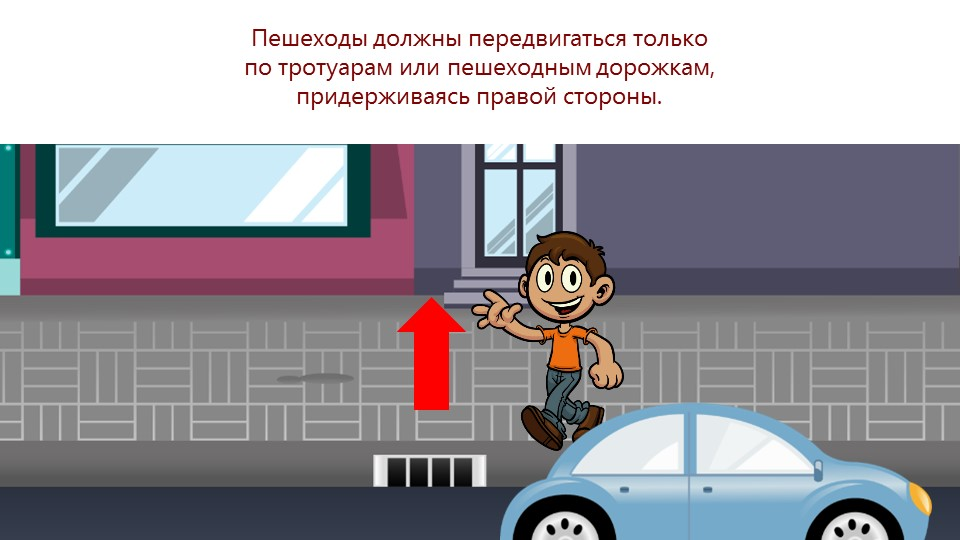 Пешеходы должны передвигаться только
по тротуарам или пешеходным дорожкам,
придерживаясь правой стороны.